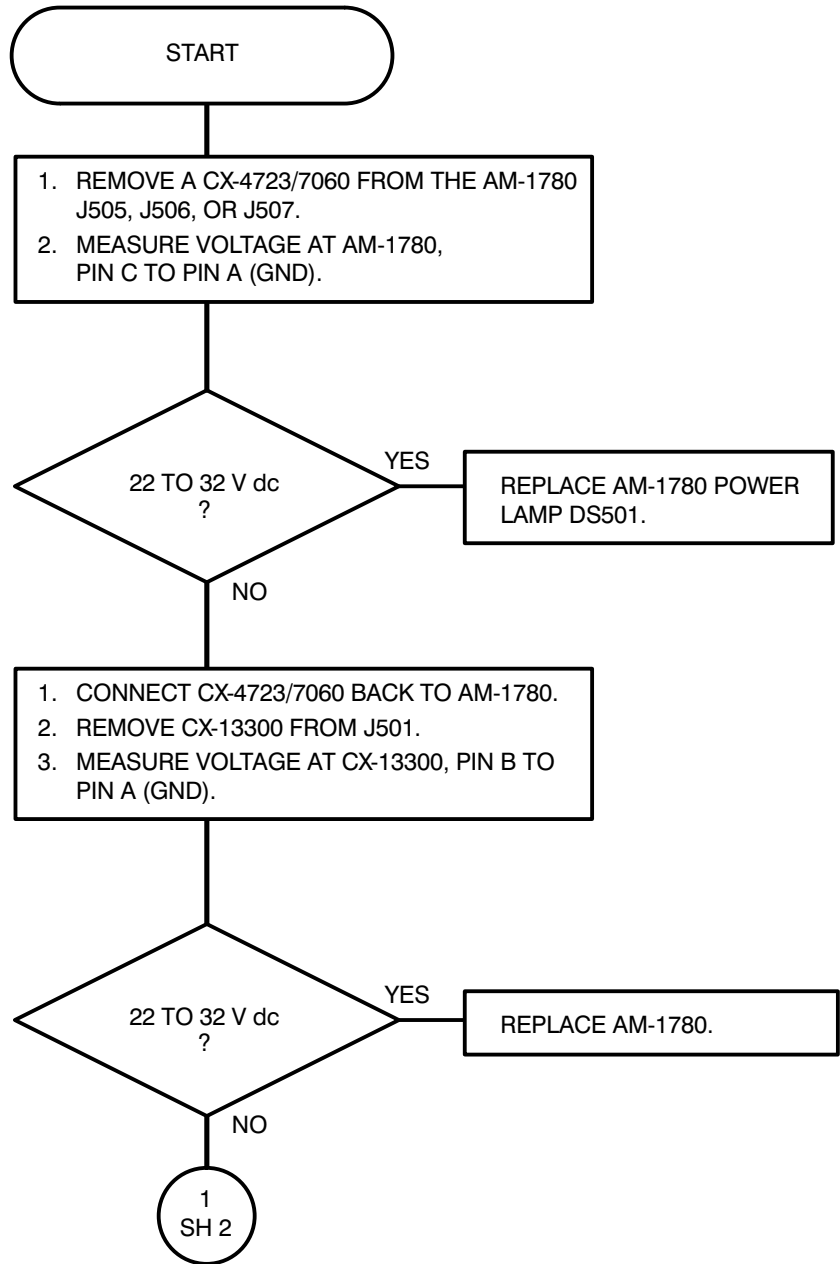 START
1. REMOVE A CX-4723/7060 FROM THE AM-1780
J505, J506, OR J507.
2. MEASURE VOLTAGE AT AM-1780,
PIN C TO PIN A (GND).
22 TO 32 V dc
?
YES
REPLACE AM-1780 POWER
LAMP DS501.
NO
1. CONNECT CX-4723/7060 BACK TO AM-1780.
2. REMOVE CX-13300 FROM J501.
3. MEASURE VOLTAGE AT CX-13300, PIN B TO
PIN A (GND).
22 TO 32 V dc
?
YES
REPLACE AM-1780.
NO
1
SH 2